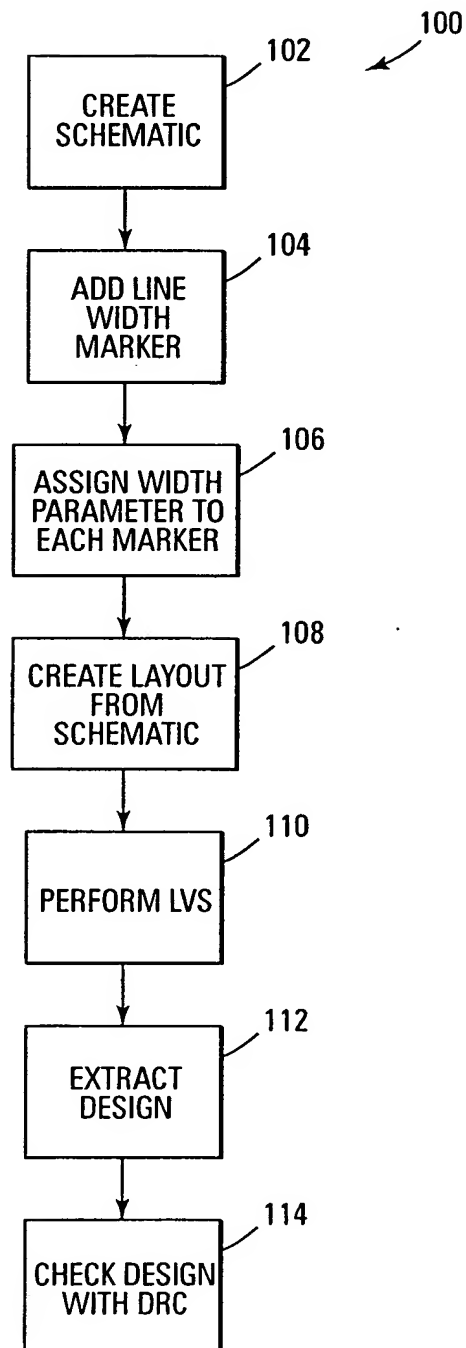 100
102
CREATE
SCHEMATIC
104
ADD LINE
WIDTH
MARKER
106
ASSIGN WIDTH
PARAMETER TO
EACH MARKER
108
CREATE LAYOUT
FROM
SCHEMATIC
110
PERFORM LVS
112
EXTRACT
DESIGN
114
CHECK DESIGN
WITH DRC